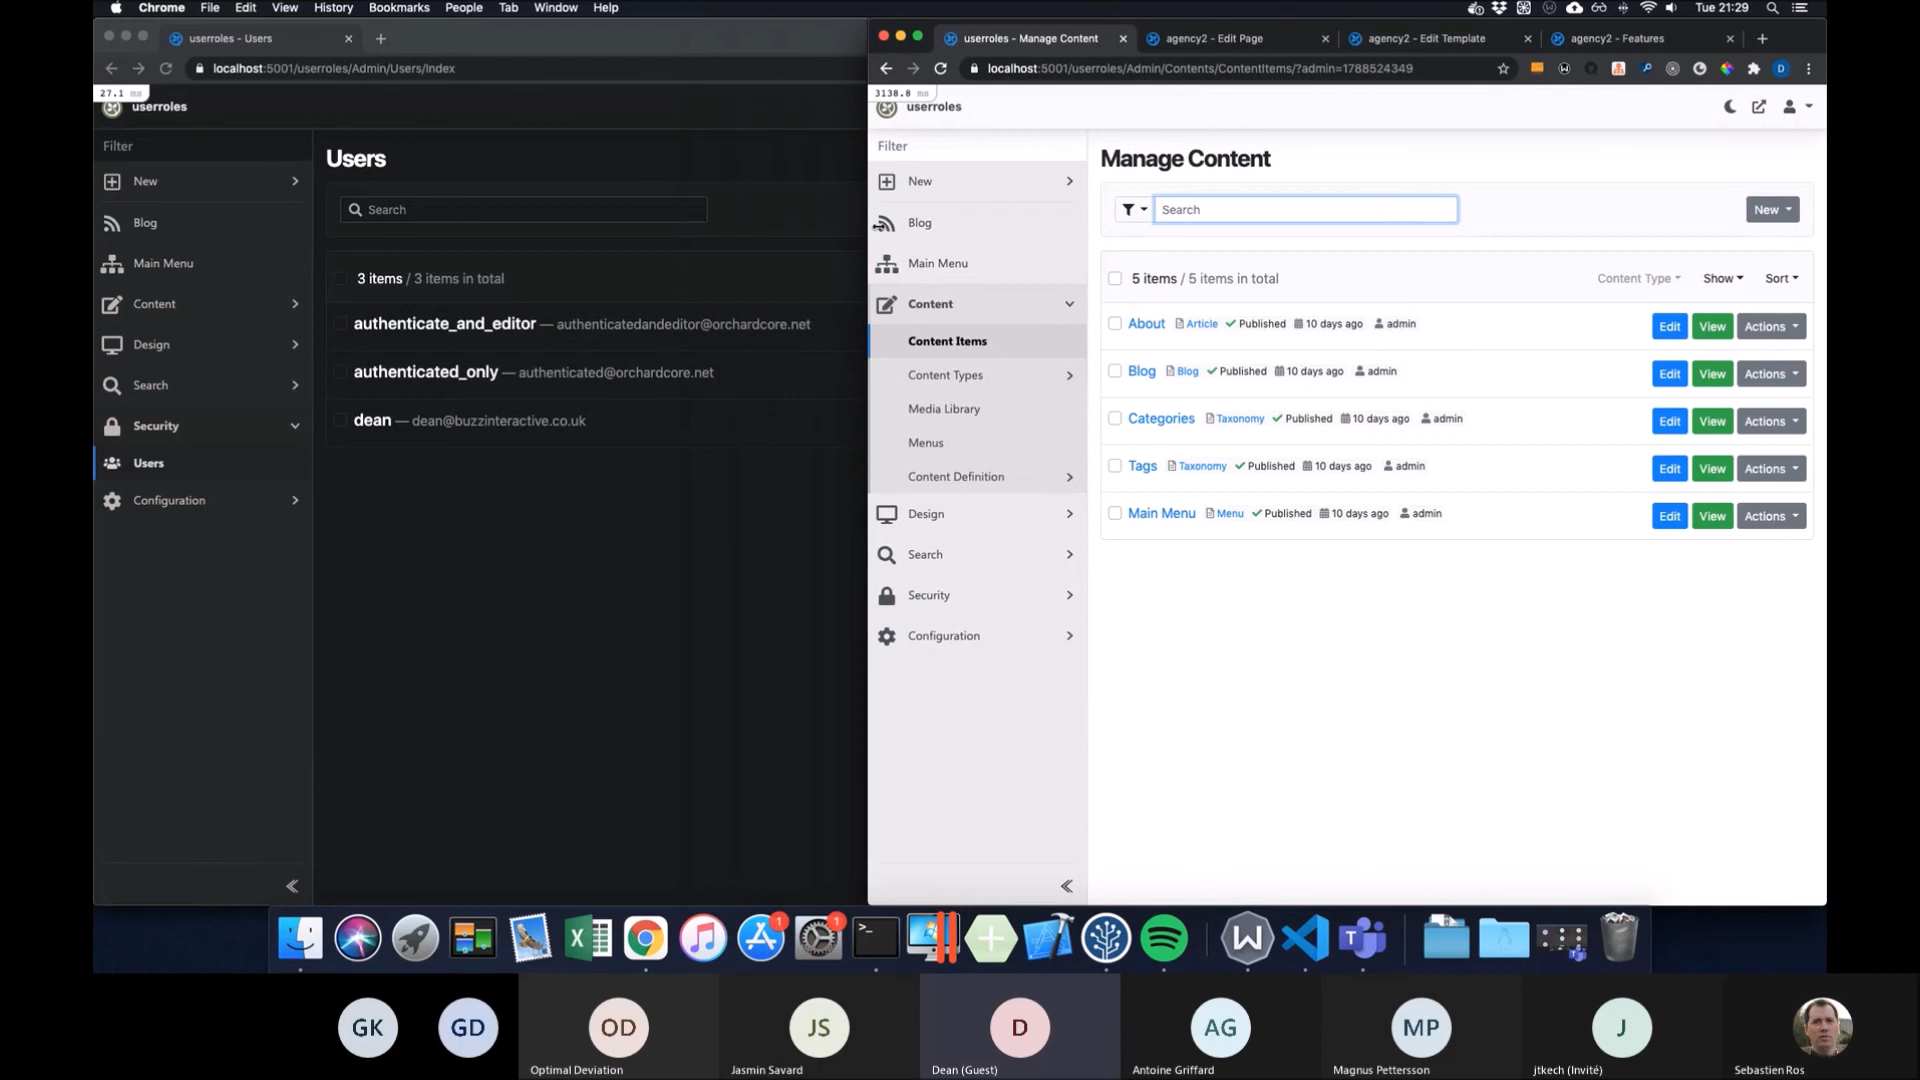 Chrome File Edit View History Bookmarks People Tab Window Help
Tue 21:29
userroles - Users
localhost:5001/userroles/Admin/Users/Index
27.1 ms
userroles
Filter
New
Blog
Main Menu
Content
Design
Search
Security
Users
Configuration
Users
Search
3 items / 3 items in total
authenticate_and_editor — authenticatedandeditor@orchardcore.net
authenticated_only — authenticated@orchardcore.net
dean — dean@buzzinteractive.co.uk
userroles - Manage Content
agency2 - Edit Page
agency2 - Edit Template
agency2 - Features
localhost:5001/userroles/Admin/Contents/ContentItems/?admin=1788524349
D
3138.8 ms
userroles
Filter
New
Blog
Main Menu
Content
Content Items
Content Types
Media Library
Menus
Content Definition
Design
Search
Security
Configuration
Manage Content
Search
New
5 items / 5 items in total
Content Type Show Sort
About Article Published 10 days ago admin Edit View Actions
Blog Blog Published 10 days ago admin Edit View Actions
Categories Taxonomy Published 10 days ago admin Edit View Actions
Tags Taxonomy Published 10 days ago admin Edit View Actions
Main Menu Menu Published 10 days ago admin Edit View Actions
1
1
GK
GD
OD
Optimal Deviation
JS
Jasmin Savard
D
Dean (Guest)
AG
Antoine Griffard
MP
Magnus Pettersson
J
jtkech (Invité)
Sebastien Ros